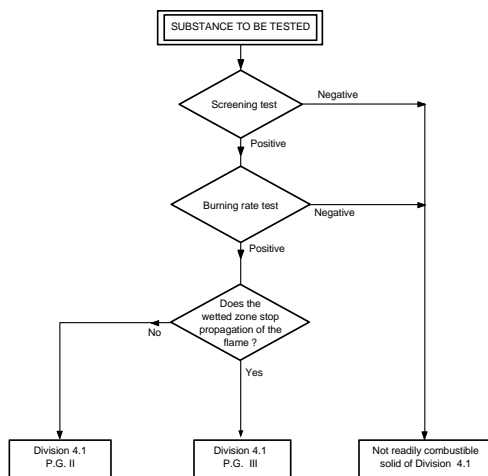 SUBSTANCE TO BE TESTED
Negative
Screening test
Positive
Burning rate test
Negative
Positive
Does the
wetted zone stop
propagation of the
flame ?
No
Yes
Division 4.1
P.G. II
Division 4.1
P.G. III
Not readily combustible
solid of Division 4.1